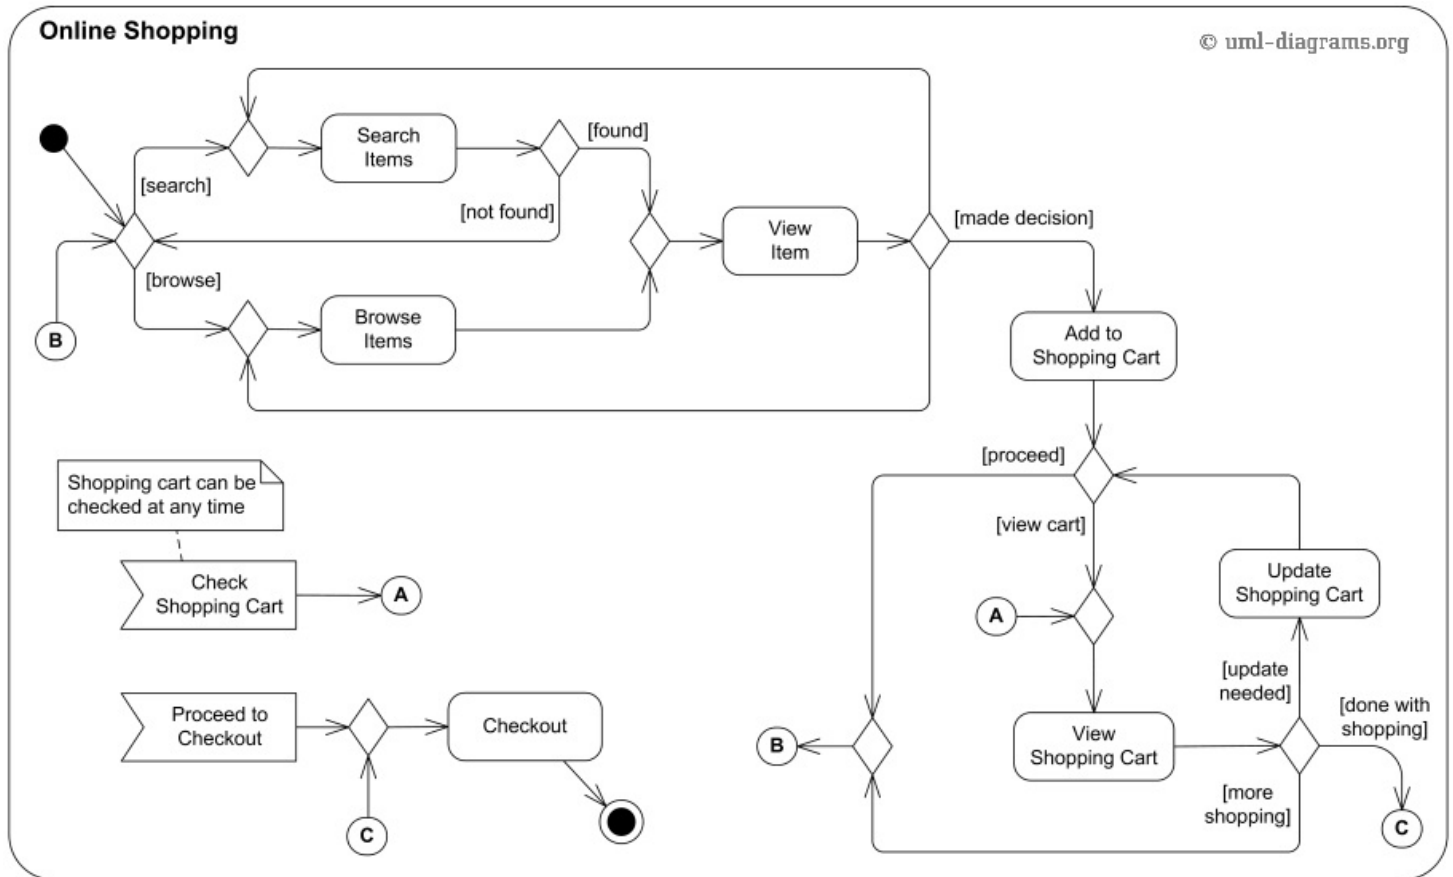 Online Shopping
© uml-diagrams.org
Search
Items
[found]
[search]
[not found]
View
Item
[made decision]
[browse]
B
Browse
Items
Add to
Shopping Cart
[proceed]
Shopping cart can be
checked at any time
[view cart]
Check
Shopping Cart
A
A
Update
Shopping Cart
[update
needed]
Proceed to
Checkout
Checkout
B
View
Shopping Cart
[done with
shopping]
[more
shopping]
C
C